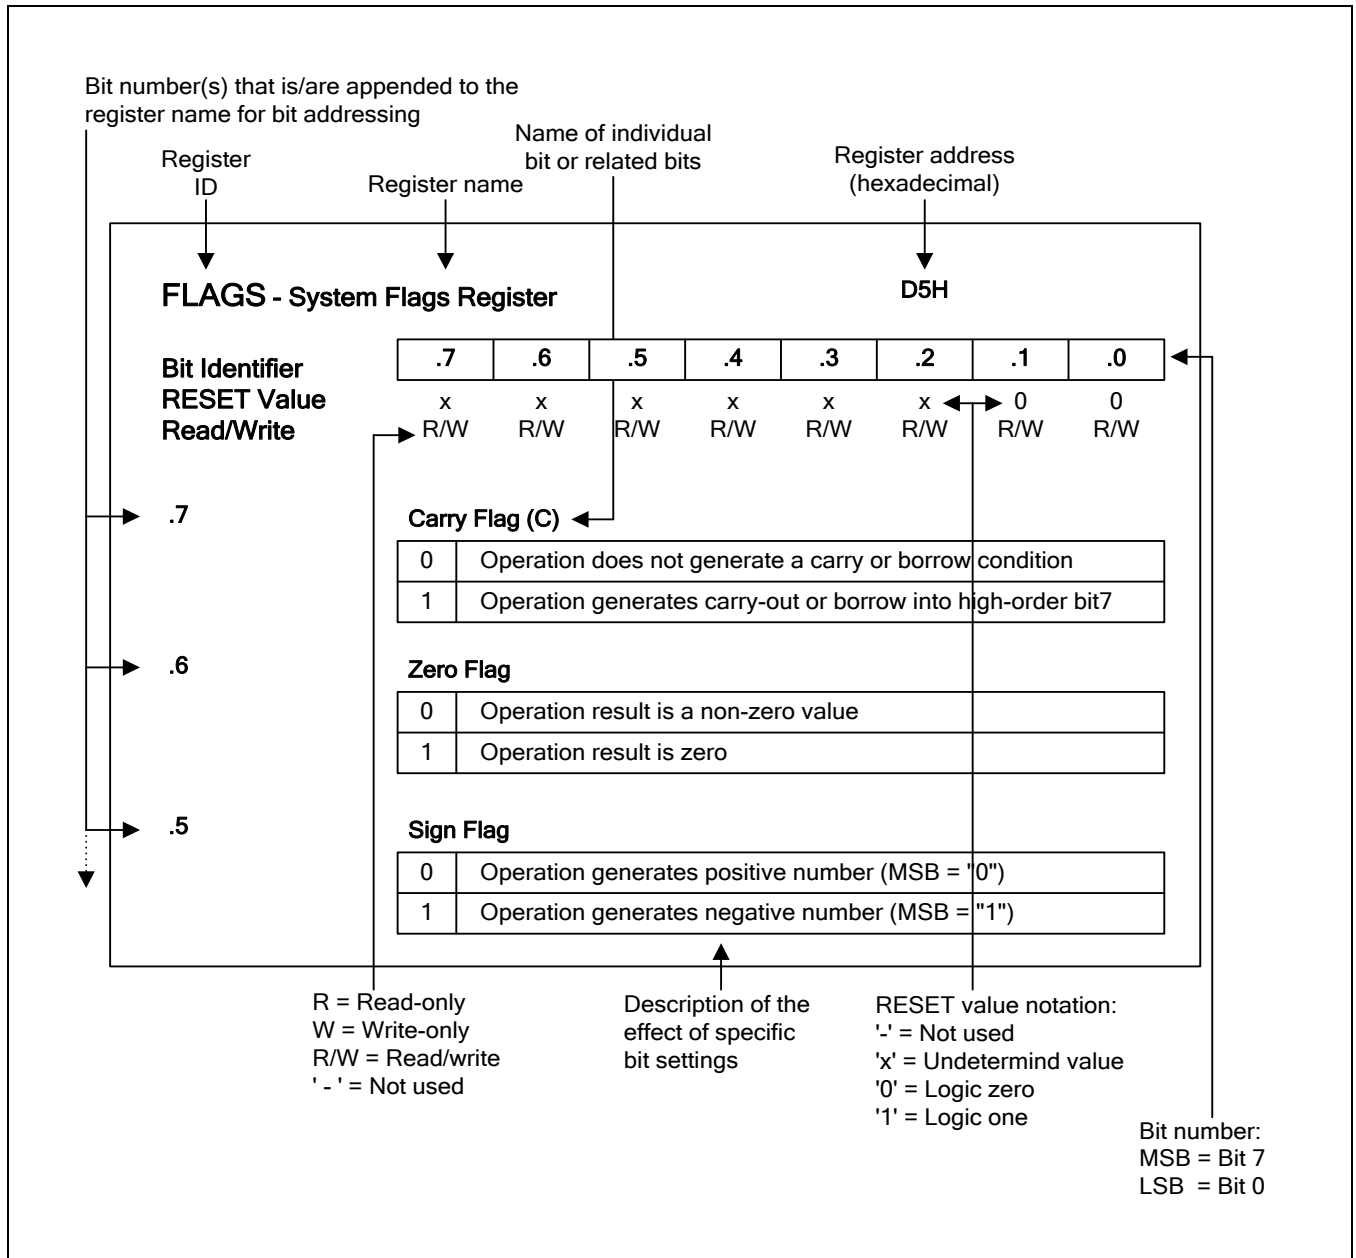 Bit number(s) that is/are appended to the
register name for bit addressing
Name of individual
bit or related bits
Register address
(hexadecimal)
Register
ID
Register name
FLAGS - System Flags Register
D5H
Bit Identifier
.7 .6 .5 .4 .3 .2 .1 .0
RESET Value
x x x x x x 0 0
Read/Write
R/W R/W R/W R/W R/W R/W R/W R/W
.7
Carry Flag (C)
0 Operation does not generate a carry or borrow condition
1 Operation generates carry-out or borrow into high-order bit7
.6
Zero Flag
0 Operation result is a non-zero value
1 Operation result is zero
.5
Sign Flag
0 Operation generates positive number (MSB = "0")
1 Operation generates negative number (MSB = "1")
R = Read-only
W = Write-only
R/W = Read/write
' - ' = Not used
Description of the
effect of specific
bit settings
RESET value notation:
'-' = Not used
'x' = Undetermind value
'0' = Logic zero
'1' = Logic one
Bit number:
MSB = Bit 7
LSB = Bit 0